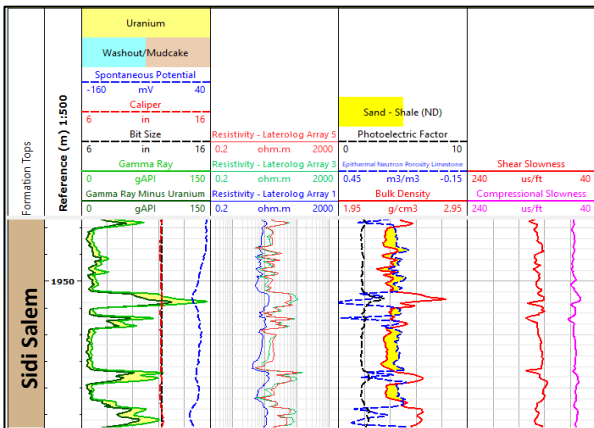 Formation Tops
Reference (m) 1:500
Uranium
Washout/Mudcake
Spontaneous Potential
-160 mV 40
Caliper
6 in 16
Bit Size
6 in 16
Gamma Ray
0 gAPI 150
Gamma Ray Minus Uranium
0 gAPI 150
Resistivity - Laterolog Array 5
0.2 ohm.m 2000
Resistivity - Laterolog Array 3
0.2 ohm.m 2000
Resistivity - Laterolog Array 1
0.2 ohm.m 2000
Sand - Shale (ND)
Photoelectric Factor
0 10
Epithermal Neutron Porosity Limestone
0.45 m3/m3 -0.15
Bulk Density
1.95 g/cm3 2.95
Shear Slowness
240 us/ft 40
Compressional Slowness
240 us/ft 40
Sidi Salem
1950